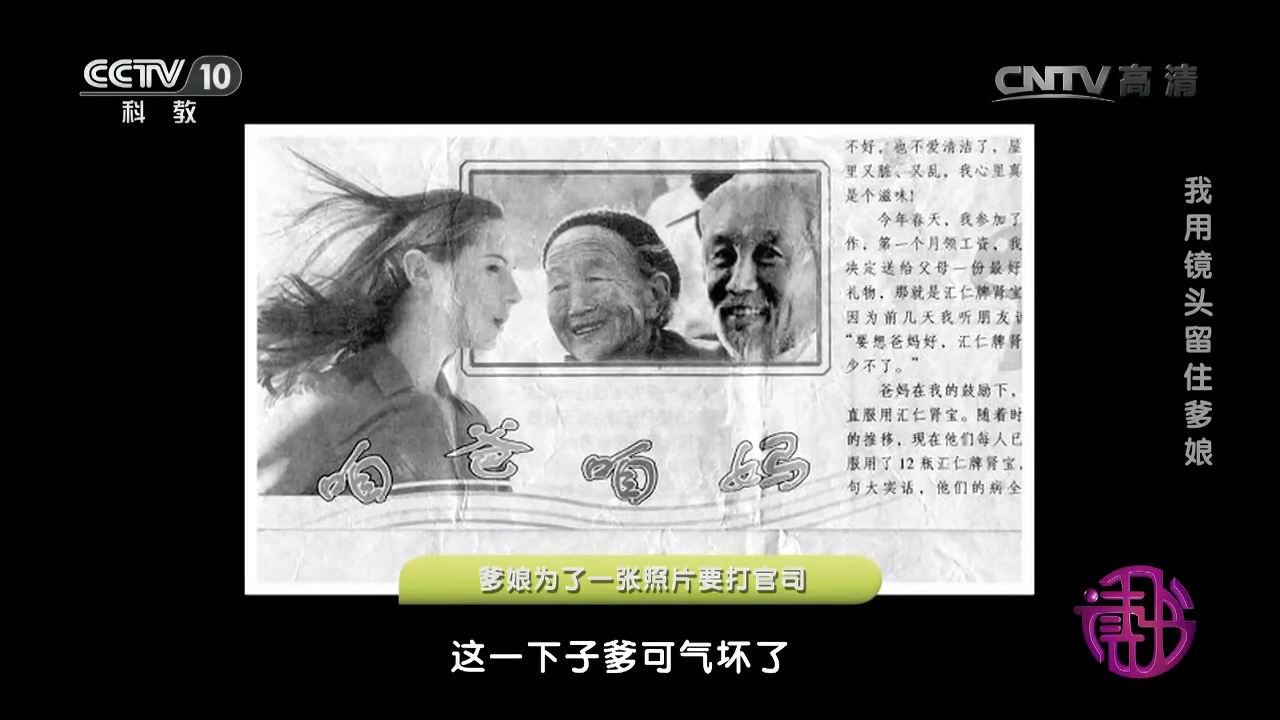 CCTV 10
科教
CNTV高清
我用镜头留住爹娘
不好，也不爱清洁了，屋
里又脏、又乱，我心里真
是个滋味！
今年春天，我参加了
作，第一个月领工资，我
决定送给父母一份最好
礼物，那就是汇仁牌肾宝
因为前几天我听朋友说
“要想爸妈好，汇仁牌肾
少不了。”
爸妈在我的鼓励下，
直服用汇仁肾宝。随着时
的推移，现在他们每人已
服用了12瓶汇仁牌肾宝，
句大实话，他们的病全
咱爸咱妈
爹娘为了一张照片要打官司
读书
这一下子爹可气坏了